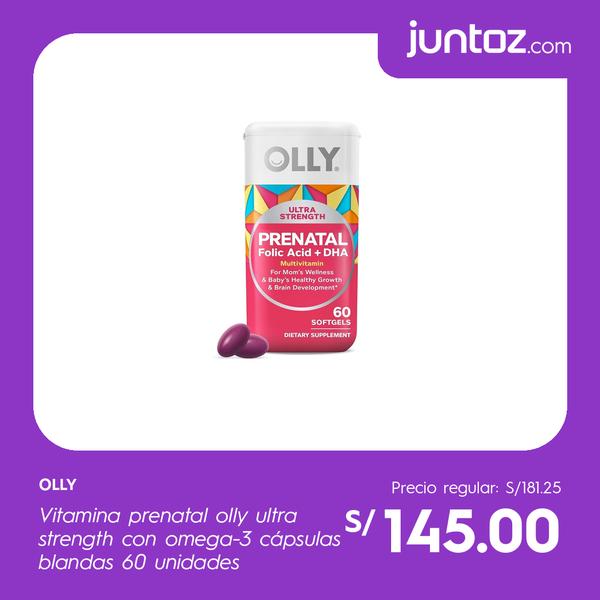 juntoz.com
OLLY.
ULTRA
STRENGTH
PRENATAL
Folic Acid + DHA
Multivitamin
For Mom's Wellness
& Baby's Healthy Growth
& Brain Development*
60
SOFTGELS
DIETARY SUPPLEMENT
OLLY
Vitamina prenatal olly ultra
strength con omega-3 cápsulas
blandas 60 unidades
Precio regular: S/181.25
S/145.00